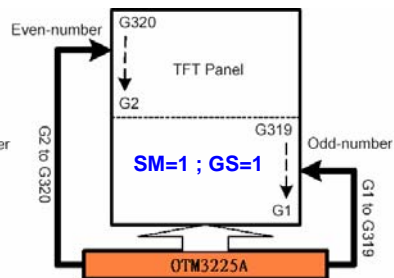 Even-number
G320
TFT Panel
G2
G319
SM=1 ; GS=1
Odd-number
er
G1
G2 to G320
G1 to G319
OTM3225A